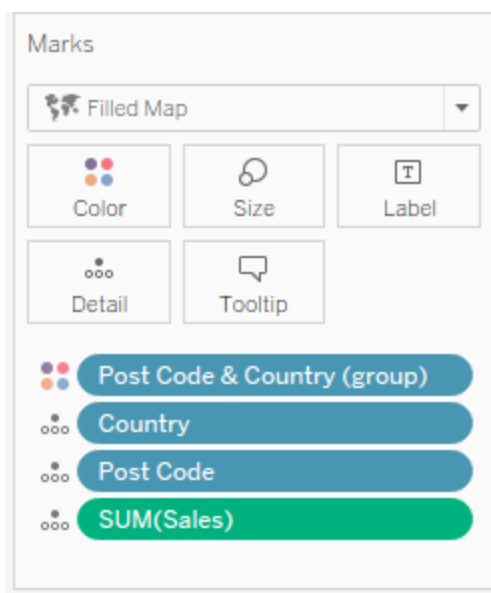 Marks
Filled Map
Color Size T Label
Detail Tooltip
Post Code & Country (group)
Country
Post Code
SUM(Sales)